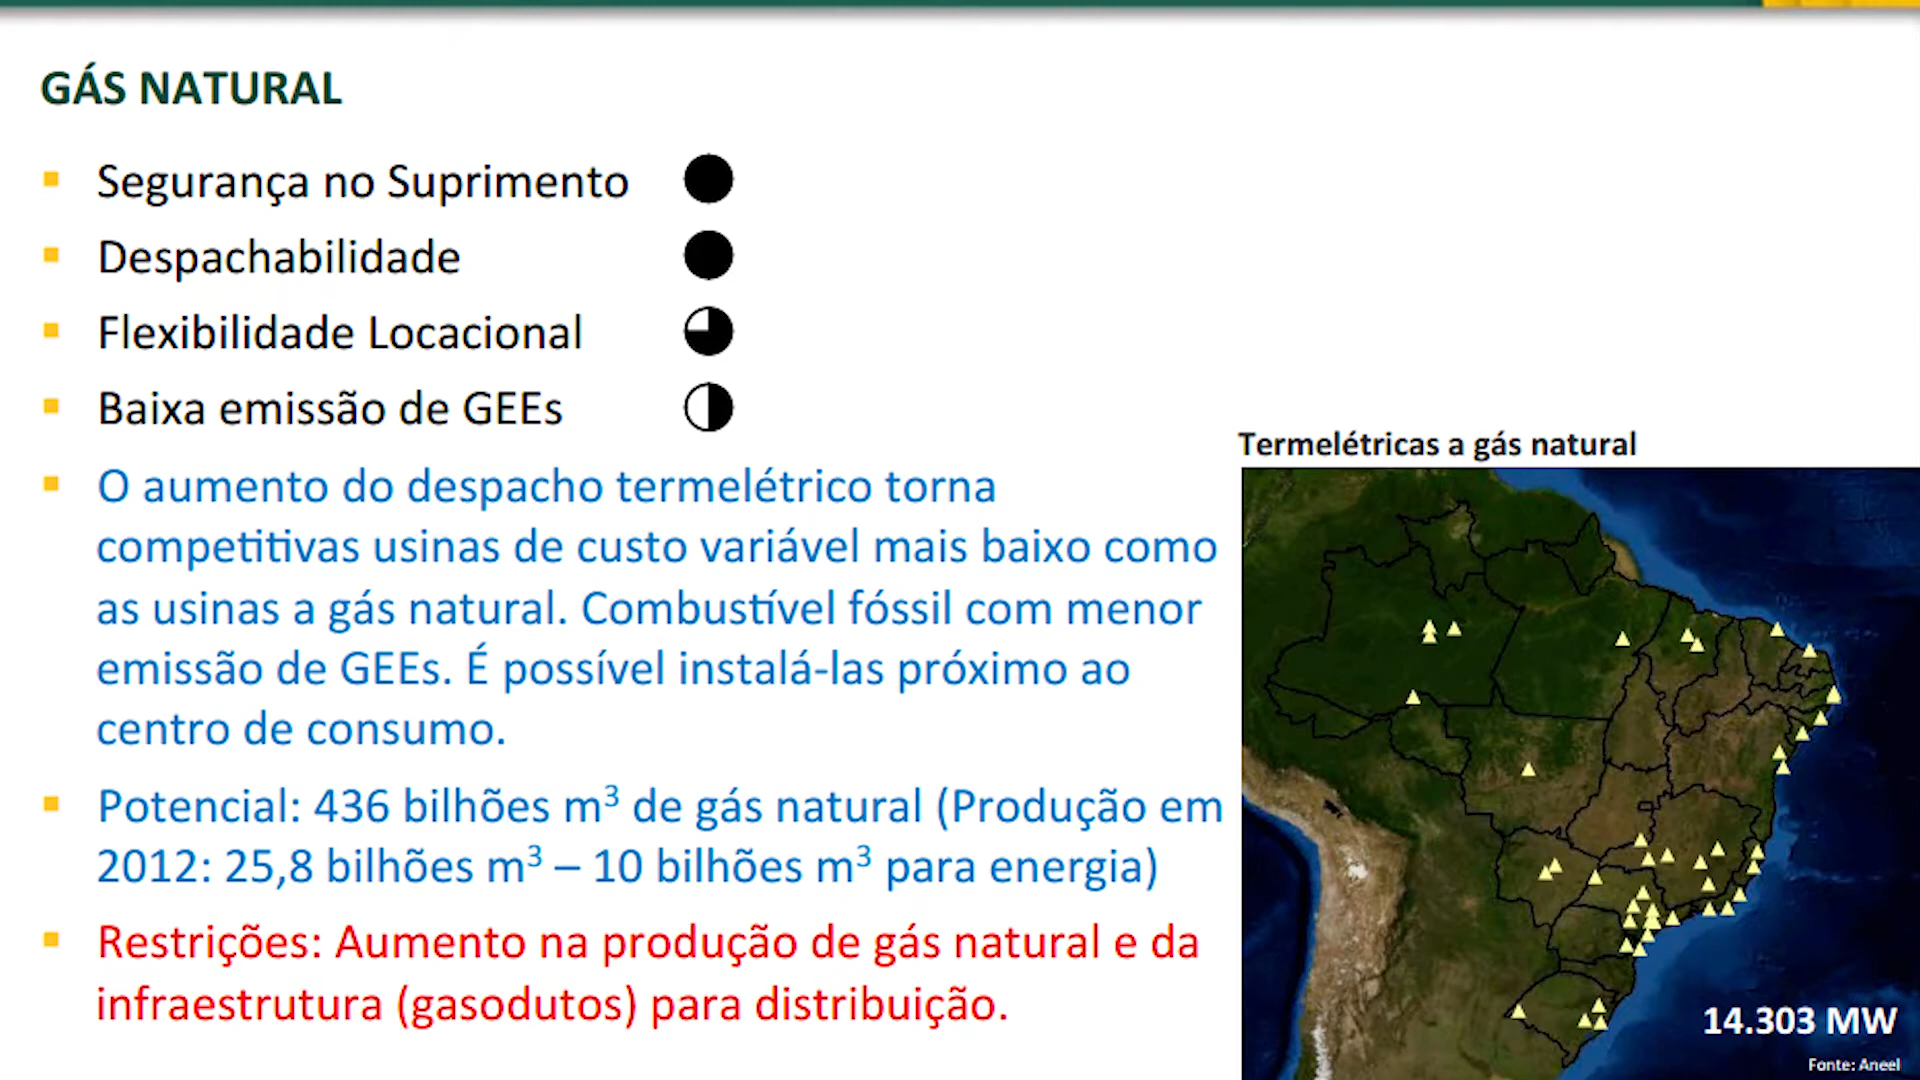 GÁS NATURAL
Segurança no Suprimento
Despachabilidade
Flexibilidade Locacional
Baixa emissão de GEEs
O aumento do despacho termelétrico torna
competitivas usinas de custo variável mais baixo como
as usinas a gás natural. Combustível fóssil com menor
emissão de GEEs. É possível instalá-las próximo ao
centro de consumo.
Potencial: 436 bilhões m³ de gás natural (Produção em
2012: 25,8 bilhões m³ – 10 bilhões m³ para energia)
Restrições: Aumento na produção de gás natural e da
infraestrutura (gasodutos) para distribuição.
Termelétricas a gás natural
14.303 MW
Fonte: Aneel